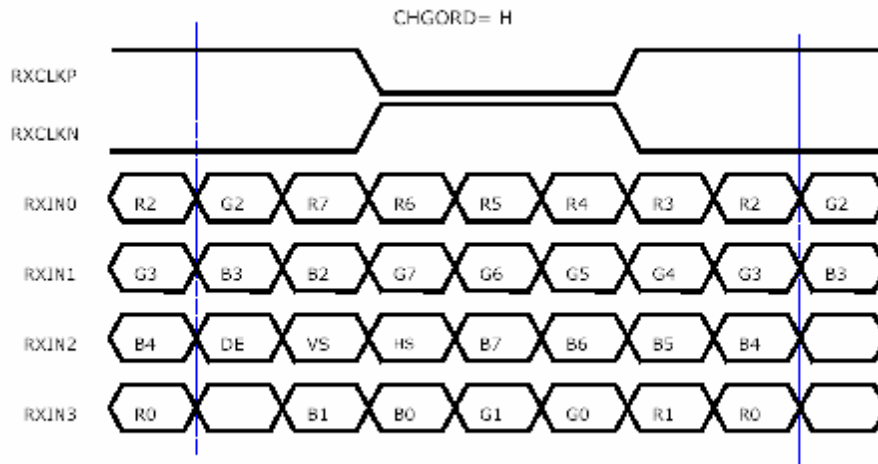 CHGORD= H
RXCLKP
RXCLKN
RXIN0 R2 G2 R7 R6 R5 R4 R3 R2 G2
RXIN1 G3 B3 B2 G7 G6 G5 G4 G3 B3
RXIN2 B4 DE VS HS B7 B6 B5 B4
RXIN3 R0 B1 B0 G1 G0 R1 R0